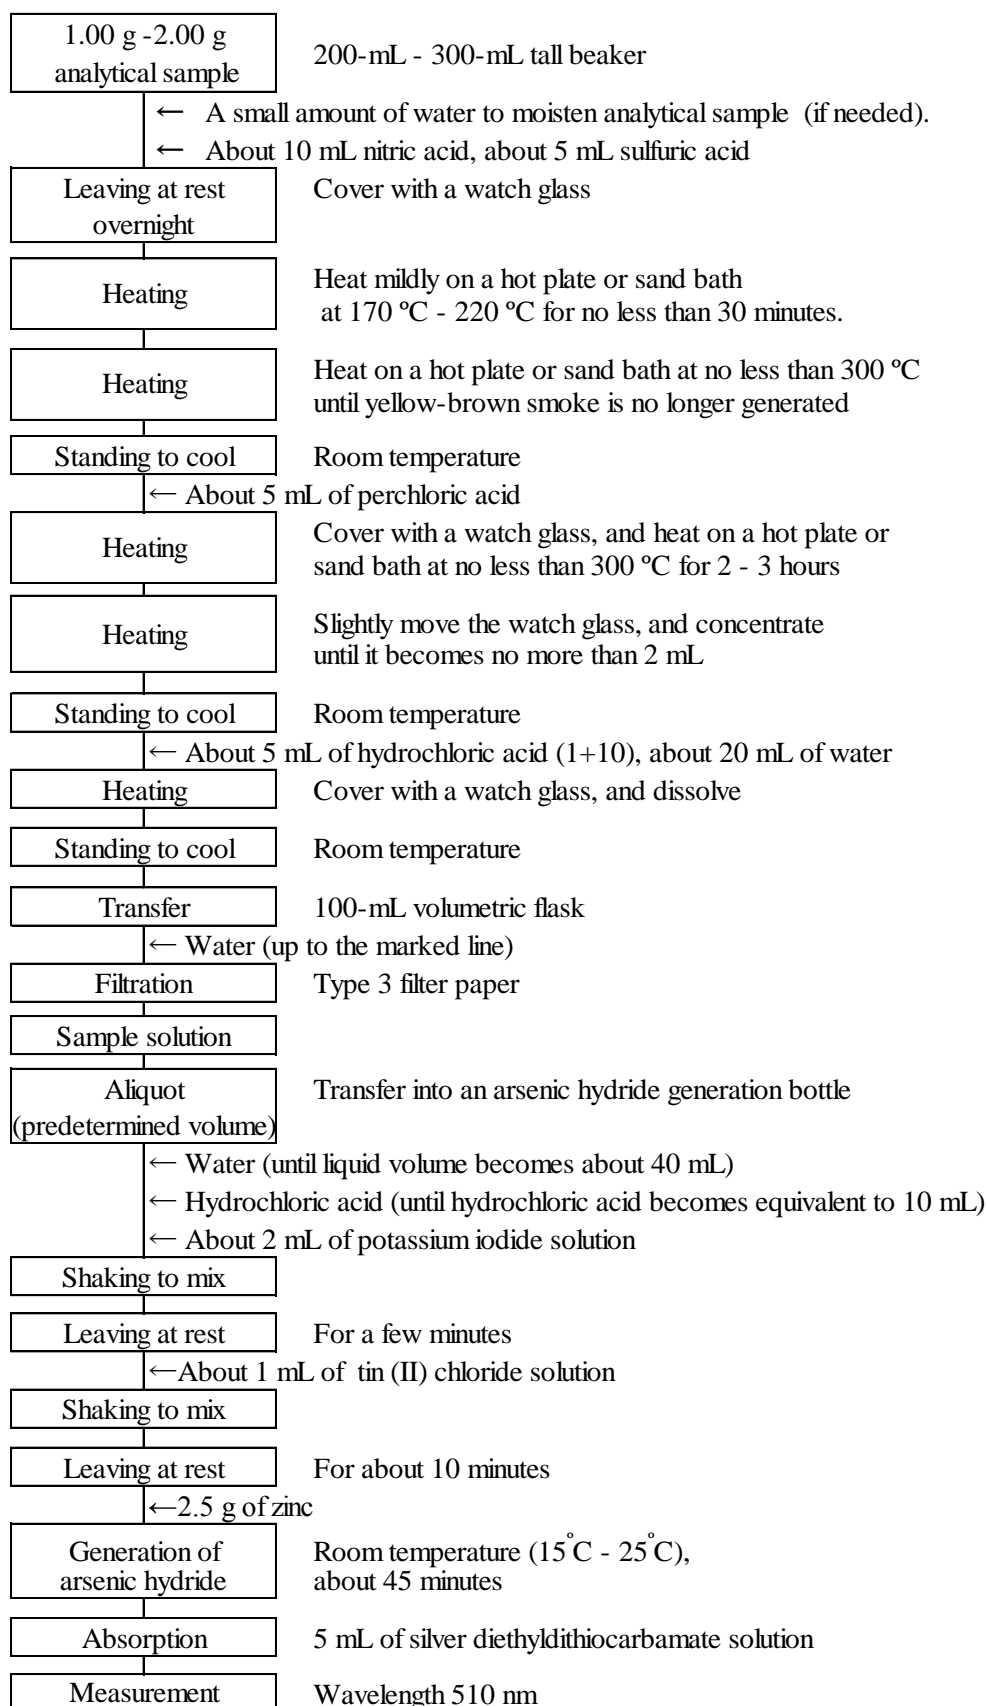 1.00 g -2.00 g
analytical sample
200-mL - 300-mL tall beaker
← A small amount of water to moisten analytical sample (if needed).
← About 10 mL nitric acid, about 5 mL sulfuric acid
Leaving at rest
overnight
Cover with a watch glass
Heating
Heat mildly on a hot plate or sand bath
at 170 ºC - 220 ºC for no less than 30 minutes.
Heating
Heat on a hot plate or sand bath at no less than 300 ºC
until yellow-brown smoke is no longer generated
Standing to cool
Room temperature
← About 5 mL of perchloric acid
Heating
Cover with a watch glass, and heat on a hot plate or
sand bath at no less than 300 ºC for 2 - 3 hours
Heating
Slightly move the watch glass, and concentrate
until it becomes no more than 2 mL
Standing to cool
Room temperature
← About 5 mL of hydrochloric acid (1+10), about 20 mL of water
Heating
Cover with a watch glass, and dissolve
Standing to cool
Room temperature
Transfer
100-mL volumetric flask
← Water (up to the marked line)
Filtration
Type 3 filter paper
Sample solution
Aliquot
(predetermined volume)
Transfer into an arsenic hydride generation bottle
← Water (until liquid volume becomes about 40 mL)
← Hydrochloric acid (until hydrochloric acid becomes equivalent to 10 mL)
← About 2 mL of potassium iodide solution
Shaking to mix
Leaving at rest
For a few minutes
←About 1 mL of tin (II) chloride solution
Shaking to mix
Leaving at rest
For about 10 minutes
←2.5 g of zinc
Generation of
arsenic hydride
Room temperature (15˚C - 25˚C),
about 45 minutes
Absorption
5 mL of silver diethyldithiocarbamate solution
Measurement
Wavelength 510 nm